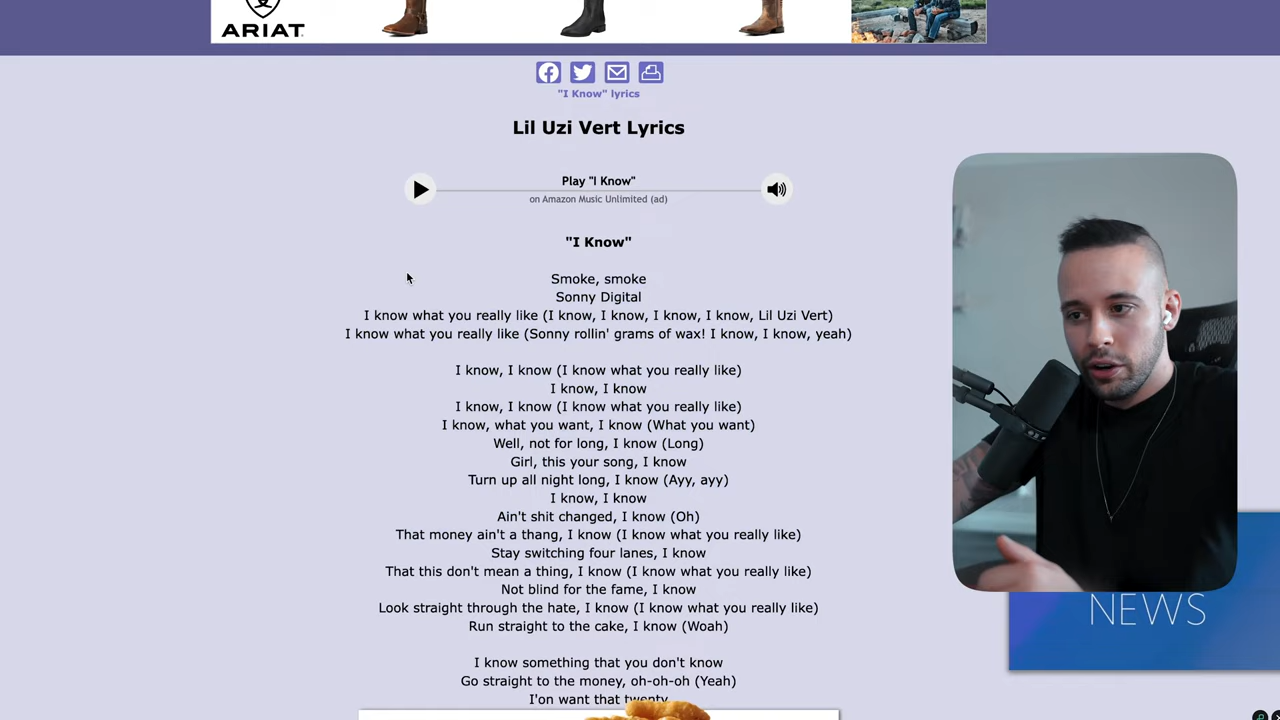 ARIAT
"I Know" lyrics
Lil Uzi Vert Lyrics
Play "I Know"
on Amazon Music Unlimited (ad)
"I Know"
Smoke, smoke
Sonny Digital
I know what you really like (I know, I know, I know, I know, Lil Uzi Vert)
I know what you really like (Sonny rollin' grams of wax! I know, I know, yeah)
I know, I know (I know what you really like)
I know, I know
I know, I know (I know what you really like)
I know, what you want, I know (What you want)
Well, not for long, I know (Long)
Girl, this your song, I know
Turn up all night long, I know (Ayy, ayy)
I know, I know
Ain't shit changed, I know (Oh)
That money ain't a thang, I know (I know what you really like)
Stay switching four lanes, I know
That this don't mean a thing, I know (I know what you really like)
Not blind for the fame, I know
Look straight through the hate, I know (I know what you really like)
Run straight to the cake, I know (Woah)
I know something that you don't know
Go straight to the money, oh-oh-oh (Yeah)
I'on want that twenty
NEWS